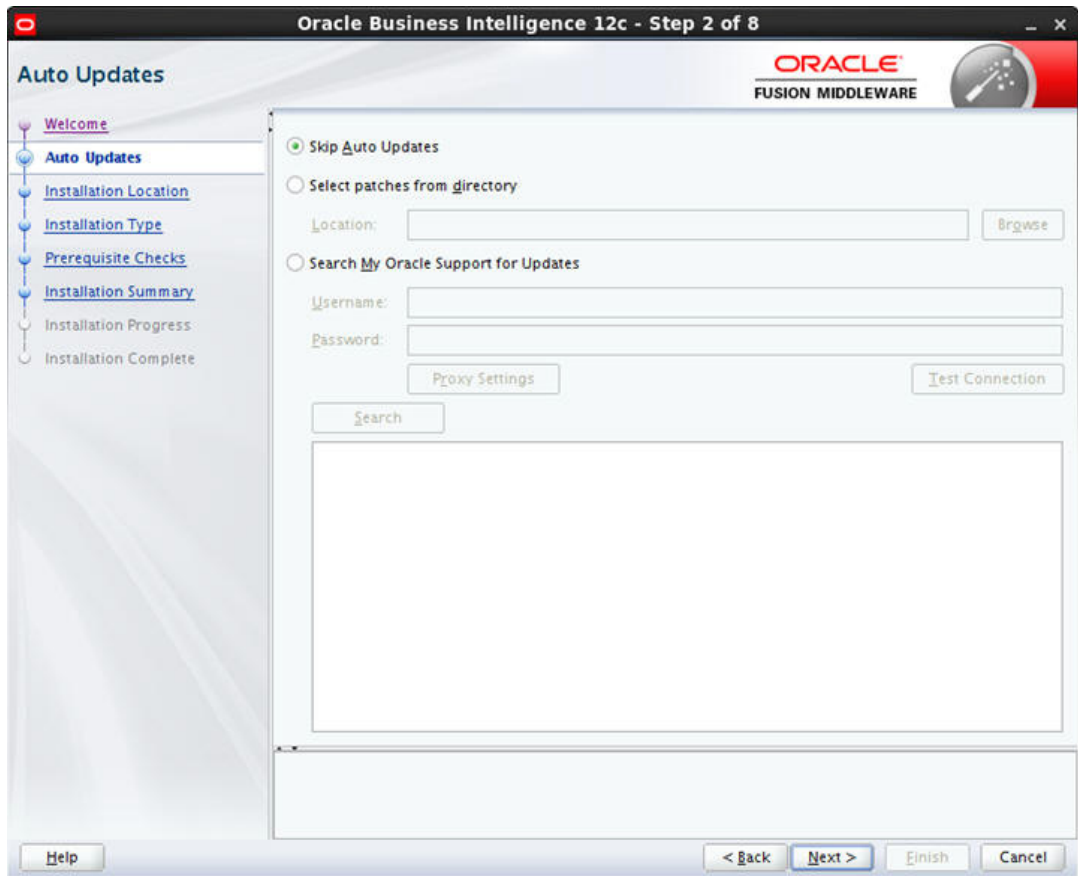 Oracle Business Intelligence 12c - Step 2 of 8
Auto Updates
ORACLE
FUSION MIDDLEWARE
Welcome
Auto Updates
Installation Location
Installation Type
Prerequisite Checks
Installation Summary
Installation Progress
Installation Complete
Skip Auto Updates
Select patches from directory
Location:
Browse
Search My Oracle Support for Updates
Username:
Password:
Proxy Settings
Test Connection
Search
Help
< Back
Next >
Finish
Cancel